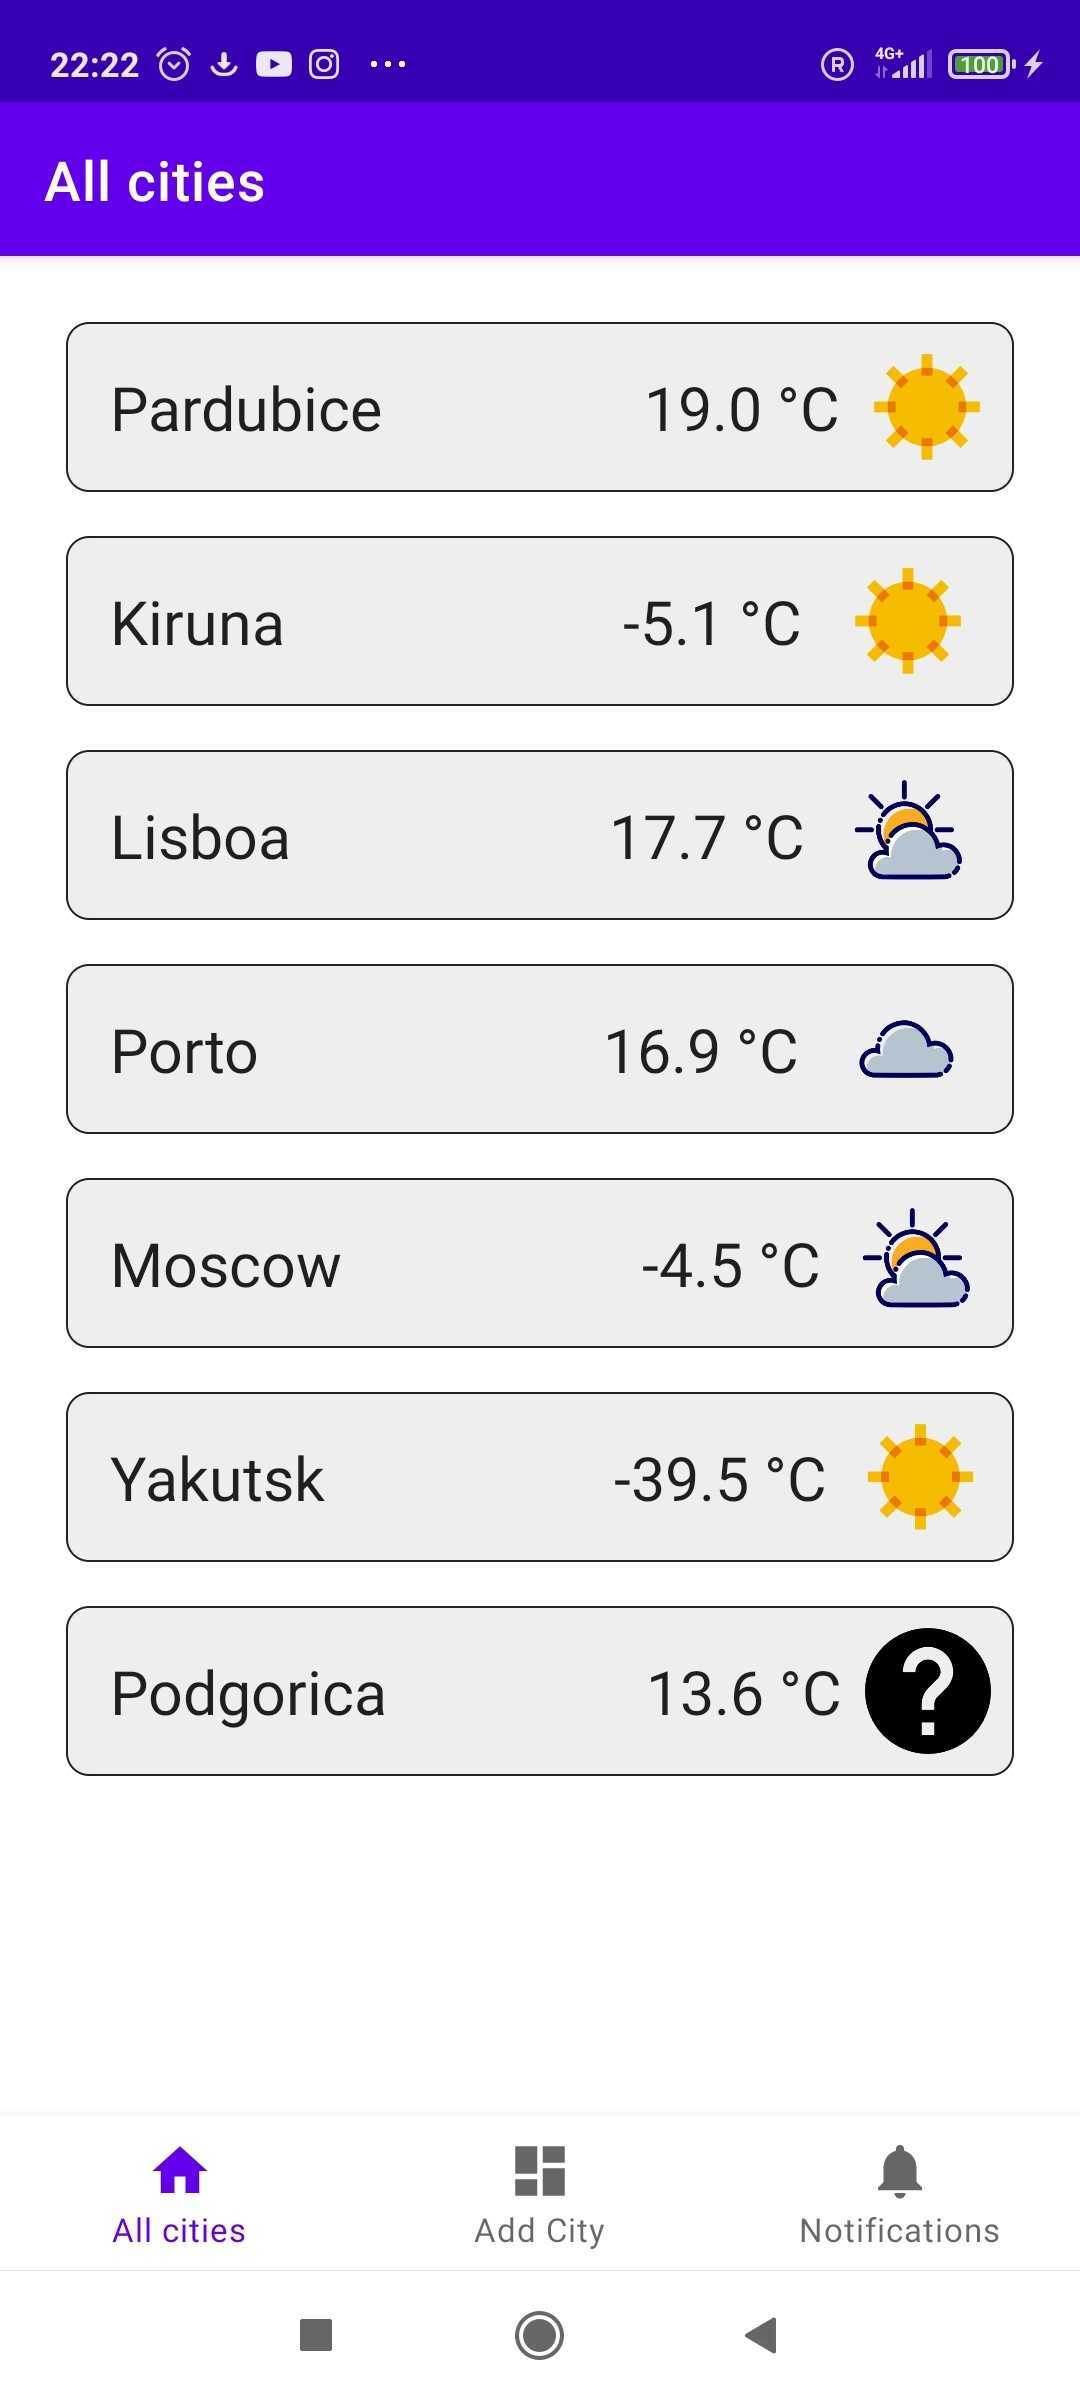 22:22 ... R 4G+ 100
All cities
Pardubice 19.0 °C
Kiruna -5.1 °C
Lisboa 17.7 °C
Porto 16.9 °C
Moscow -4.5 °C
Yakutsk -39.5 °C
Podgorica 13.6 °C ?
All cities Add City Notifications